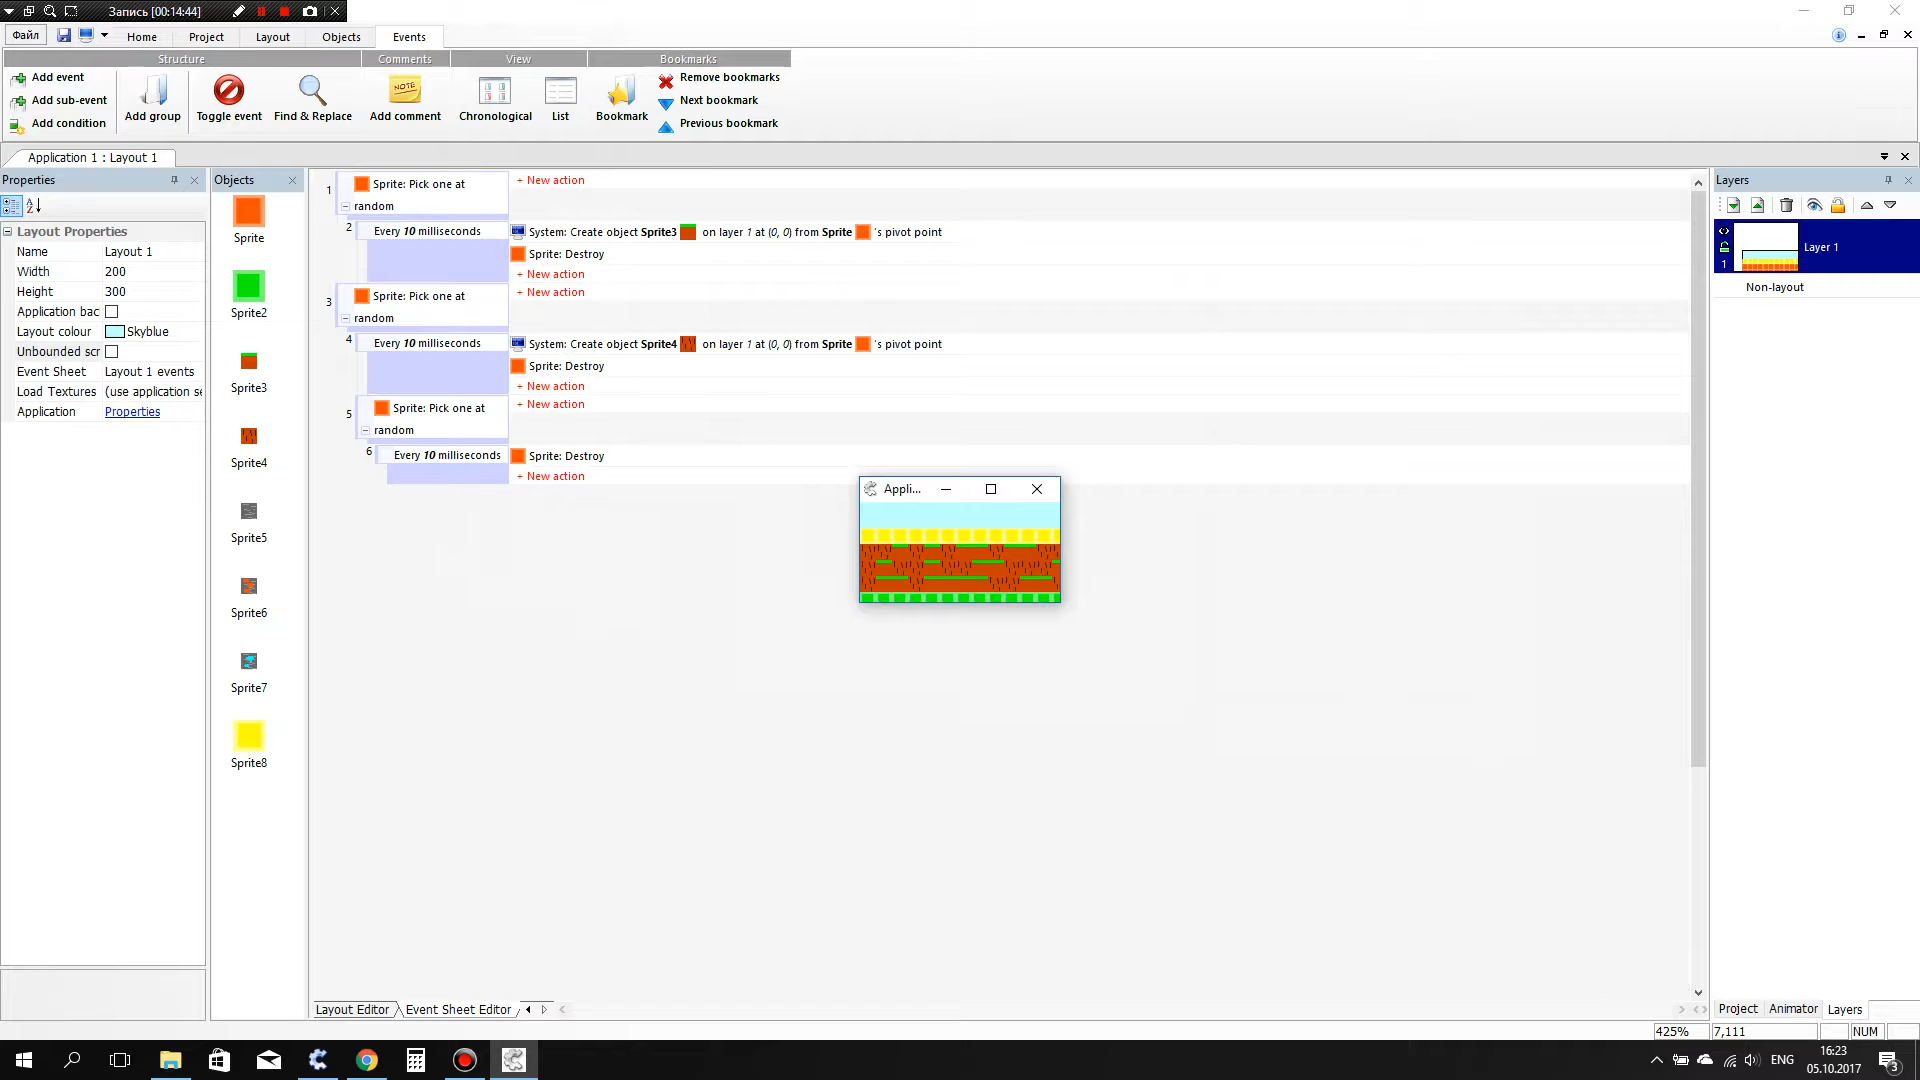 Запись [00:14:44]
Файл Home Project Layout Objects Events
Structure Comments View Bookmarks
Add event
Add sub-event
Add condition
Add group
Toggle event
Find & Replace
NOTE
Add comment
Chronological
List
Bookmark
Remove bookmarks
Next bookmark
Previous bookmark
Application 1 : Layout 1
Properties
Layout Properties
Name Layout 1
Width 200
Height 300
Application bac
Layout colour Skyblue
Unbounded scr
Event Sheet Layout 1 events
Load Textures (use application se
Application Properties
Objects
Sprite
Sprite2
Sprite3
Sprite4
Sprite5
Sprite6
Sprite7
Sprite8
1 Sprite: Pick one at random
+ New action
2 Every 10 milliseconds
System: Create object Sprite3 on layer 1 at (0, 0) from Sprite 's pivot point
Sprite: Destroy
+ New action
3 Sprite: Pick one at random
+ New action
4 Every 10 milliseconds
System: Create object Sprite4 on layer 1 at (0, 0) from Sprite 's pivot point
Sprite: Destroy
+ New action
5 Sprite: Pick one at random
+ New action
6 Every 10 milliseconds
Sprite: Destroy
+ New action
Appli...
Layers
Layer 1
1
Non-layout
Layout Editor Event Sheet Editor
Project Animator Layers
425% 7,111 NUM
ENG
16:23
05.10.2017
3